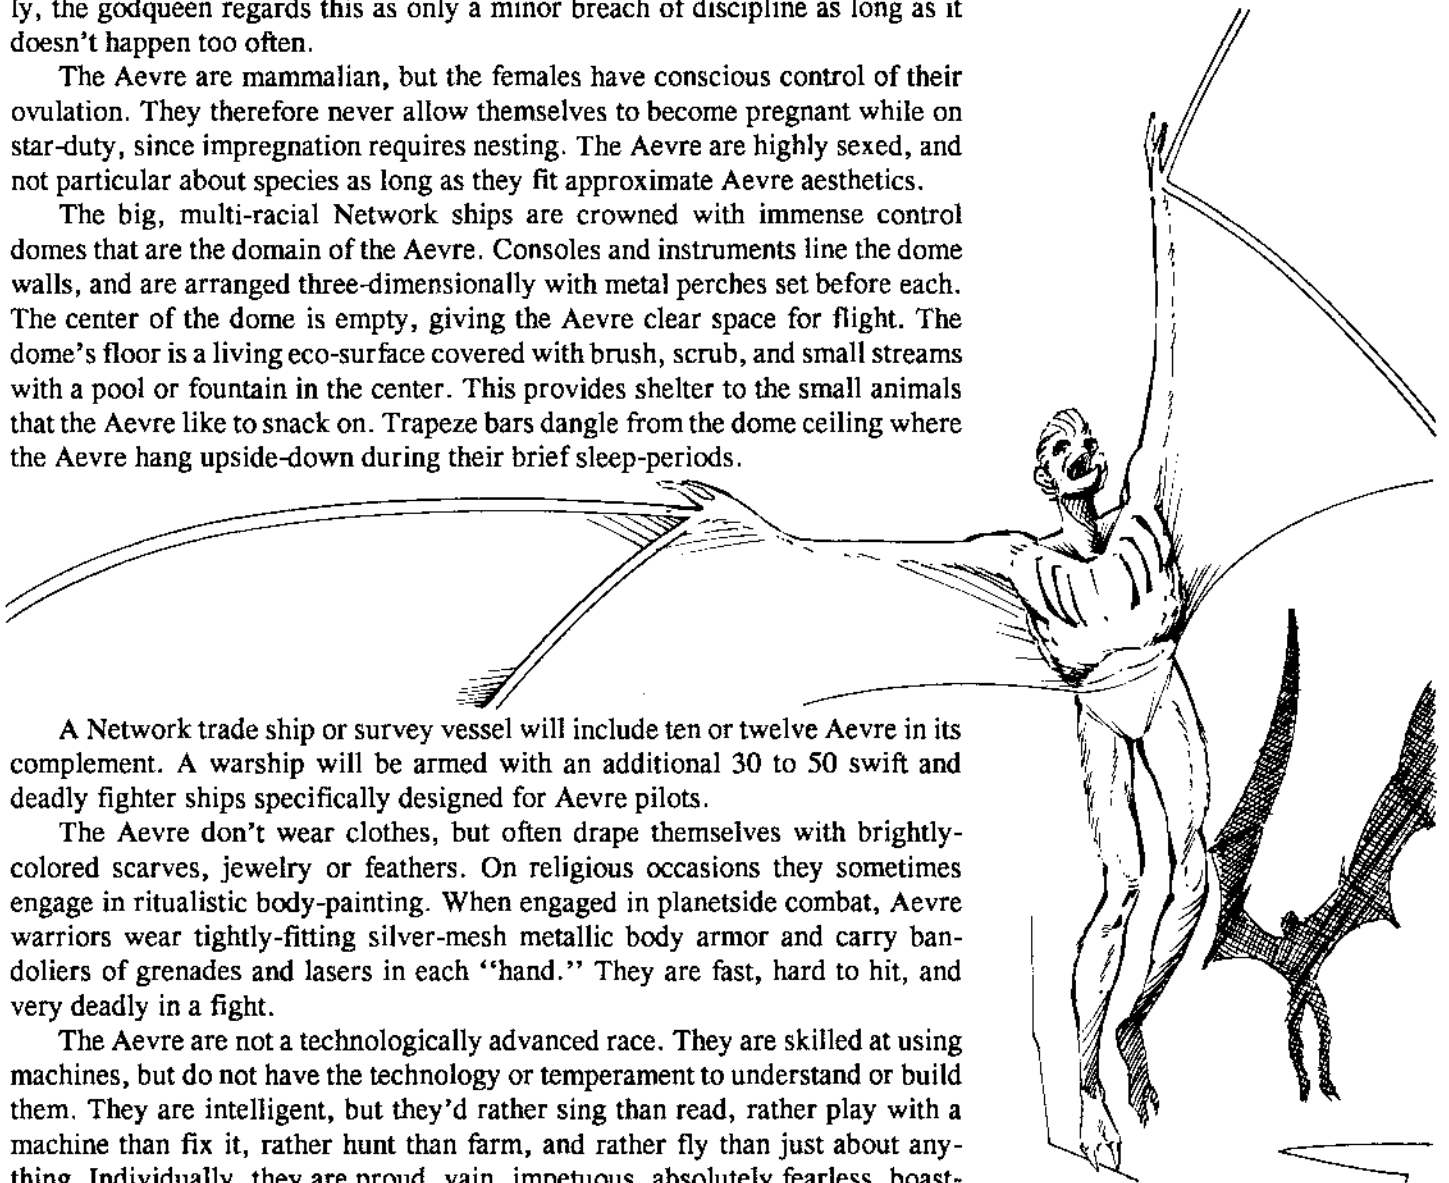 ly, the godqueen regards this as only a minor breach of discipline as long as it
doesn't happen too often.
The Aevre are mammalian, but the females have conscious control of their
ovulation. They therefore never allow themselves to become pregnant while on
star-duty, since impregnation requires nesting. The Aevre are highly sexed, and
not particular about species as long as they fit approximate Aevre aesthetics.
The big, multi-racial Network ships are crowned with immense control
domes that are the domain of the Aevre. Consoles and instruments line the dome
walls, and are arranged three-dimensionally with metal perches set before each.
The center of the dome is empty, giving the Aevre clear space for flight. The
dome's floor is a living eco-surface covered with brush, scrub, and small streams
with a pool or fountain in the center. This provides shelter to the small animals
that the Aevre like to snack on. Trapeze bars dangle from the dome ceiling where
the Aevre hang upside-down during their brief sleep-periods.
A Network trade ship or survey vessel will include ten or twelve Aevre in its
complement. A warship will be armed with an additional 30 to 50 swift and
deadly fighter ships specifically designed for Aevre pilots.
The Aevre don't wear clothes, but often drape themselves with brightly-
colored scarves, jewelry or feathers. On religious occasions they sometimes
engage in ritualistic body-painting. When engaged in planetside combat, Aevre
warriors wear tightly-fitting silver-mesh metallic body armor and carry ban-
doliers of grenades and lasers in each "hand." They are fast, hard to hit, and
very deadly in a fight.
The Aevre are not a technologically advanced race. They are skilled at using
machines, but do not have the technology or temperament to understand or build
them. They are intelligent, but they'd rather sing than read, rather play with a
machine than fix it, rather hunt than farm, and rather fly than just about any-
thing. Individually, they are proud, vain, impetuous, absolutely fearless, boast-